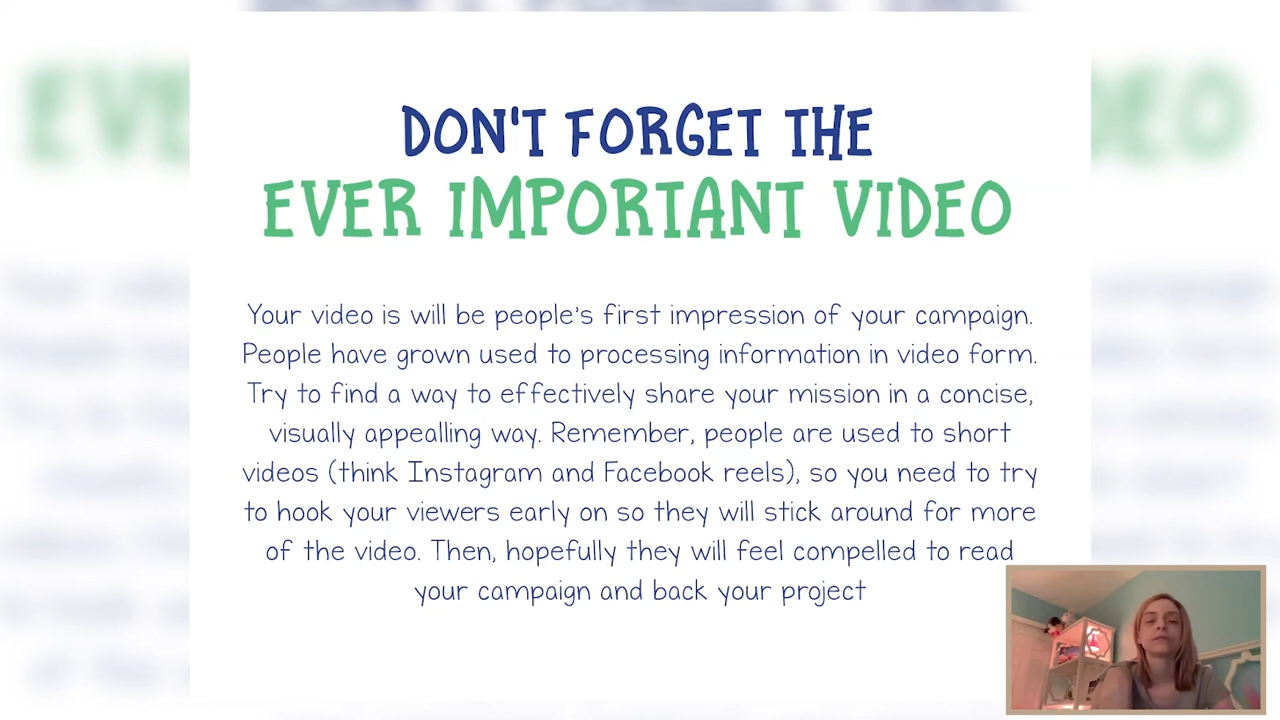 DON'T FORGET THE
EVER IMPORTANT VIDEO
Your video is will be people's first impression of your campaign.
People have grown used to processing information in video form.
Try to find a way to effectively share your mission in a concise,
visually appealling way. Remember, people are used to short
videos (think Instagram and Facebook reels), so you need to try
to hook your viewers early on so they will stick around for more
of the video. Then, hopefully they will feel compelled to read
your campaign and back your project